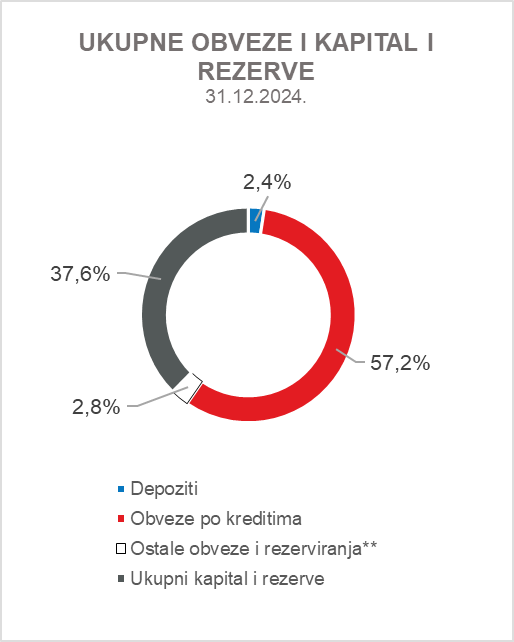 UKUPNE OBVEZE I KAPITAL I
REZERVE
31.12.2024.
2,4%
37,6%
57,2%
2,8%
Depoziti
Obveze po kreditima
Ostale obveze i rezerviranja**
Ukupni kapital i rezerve